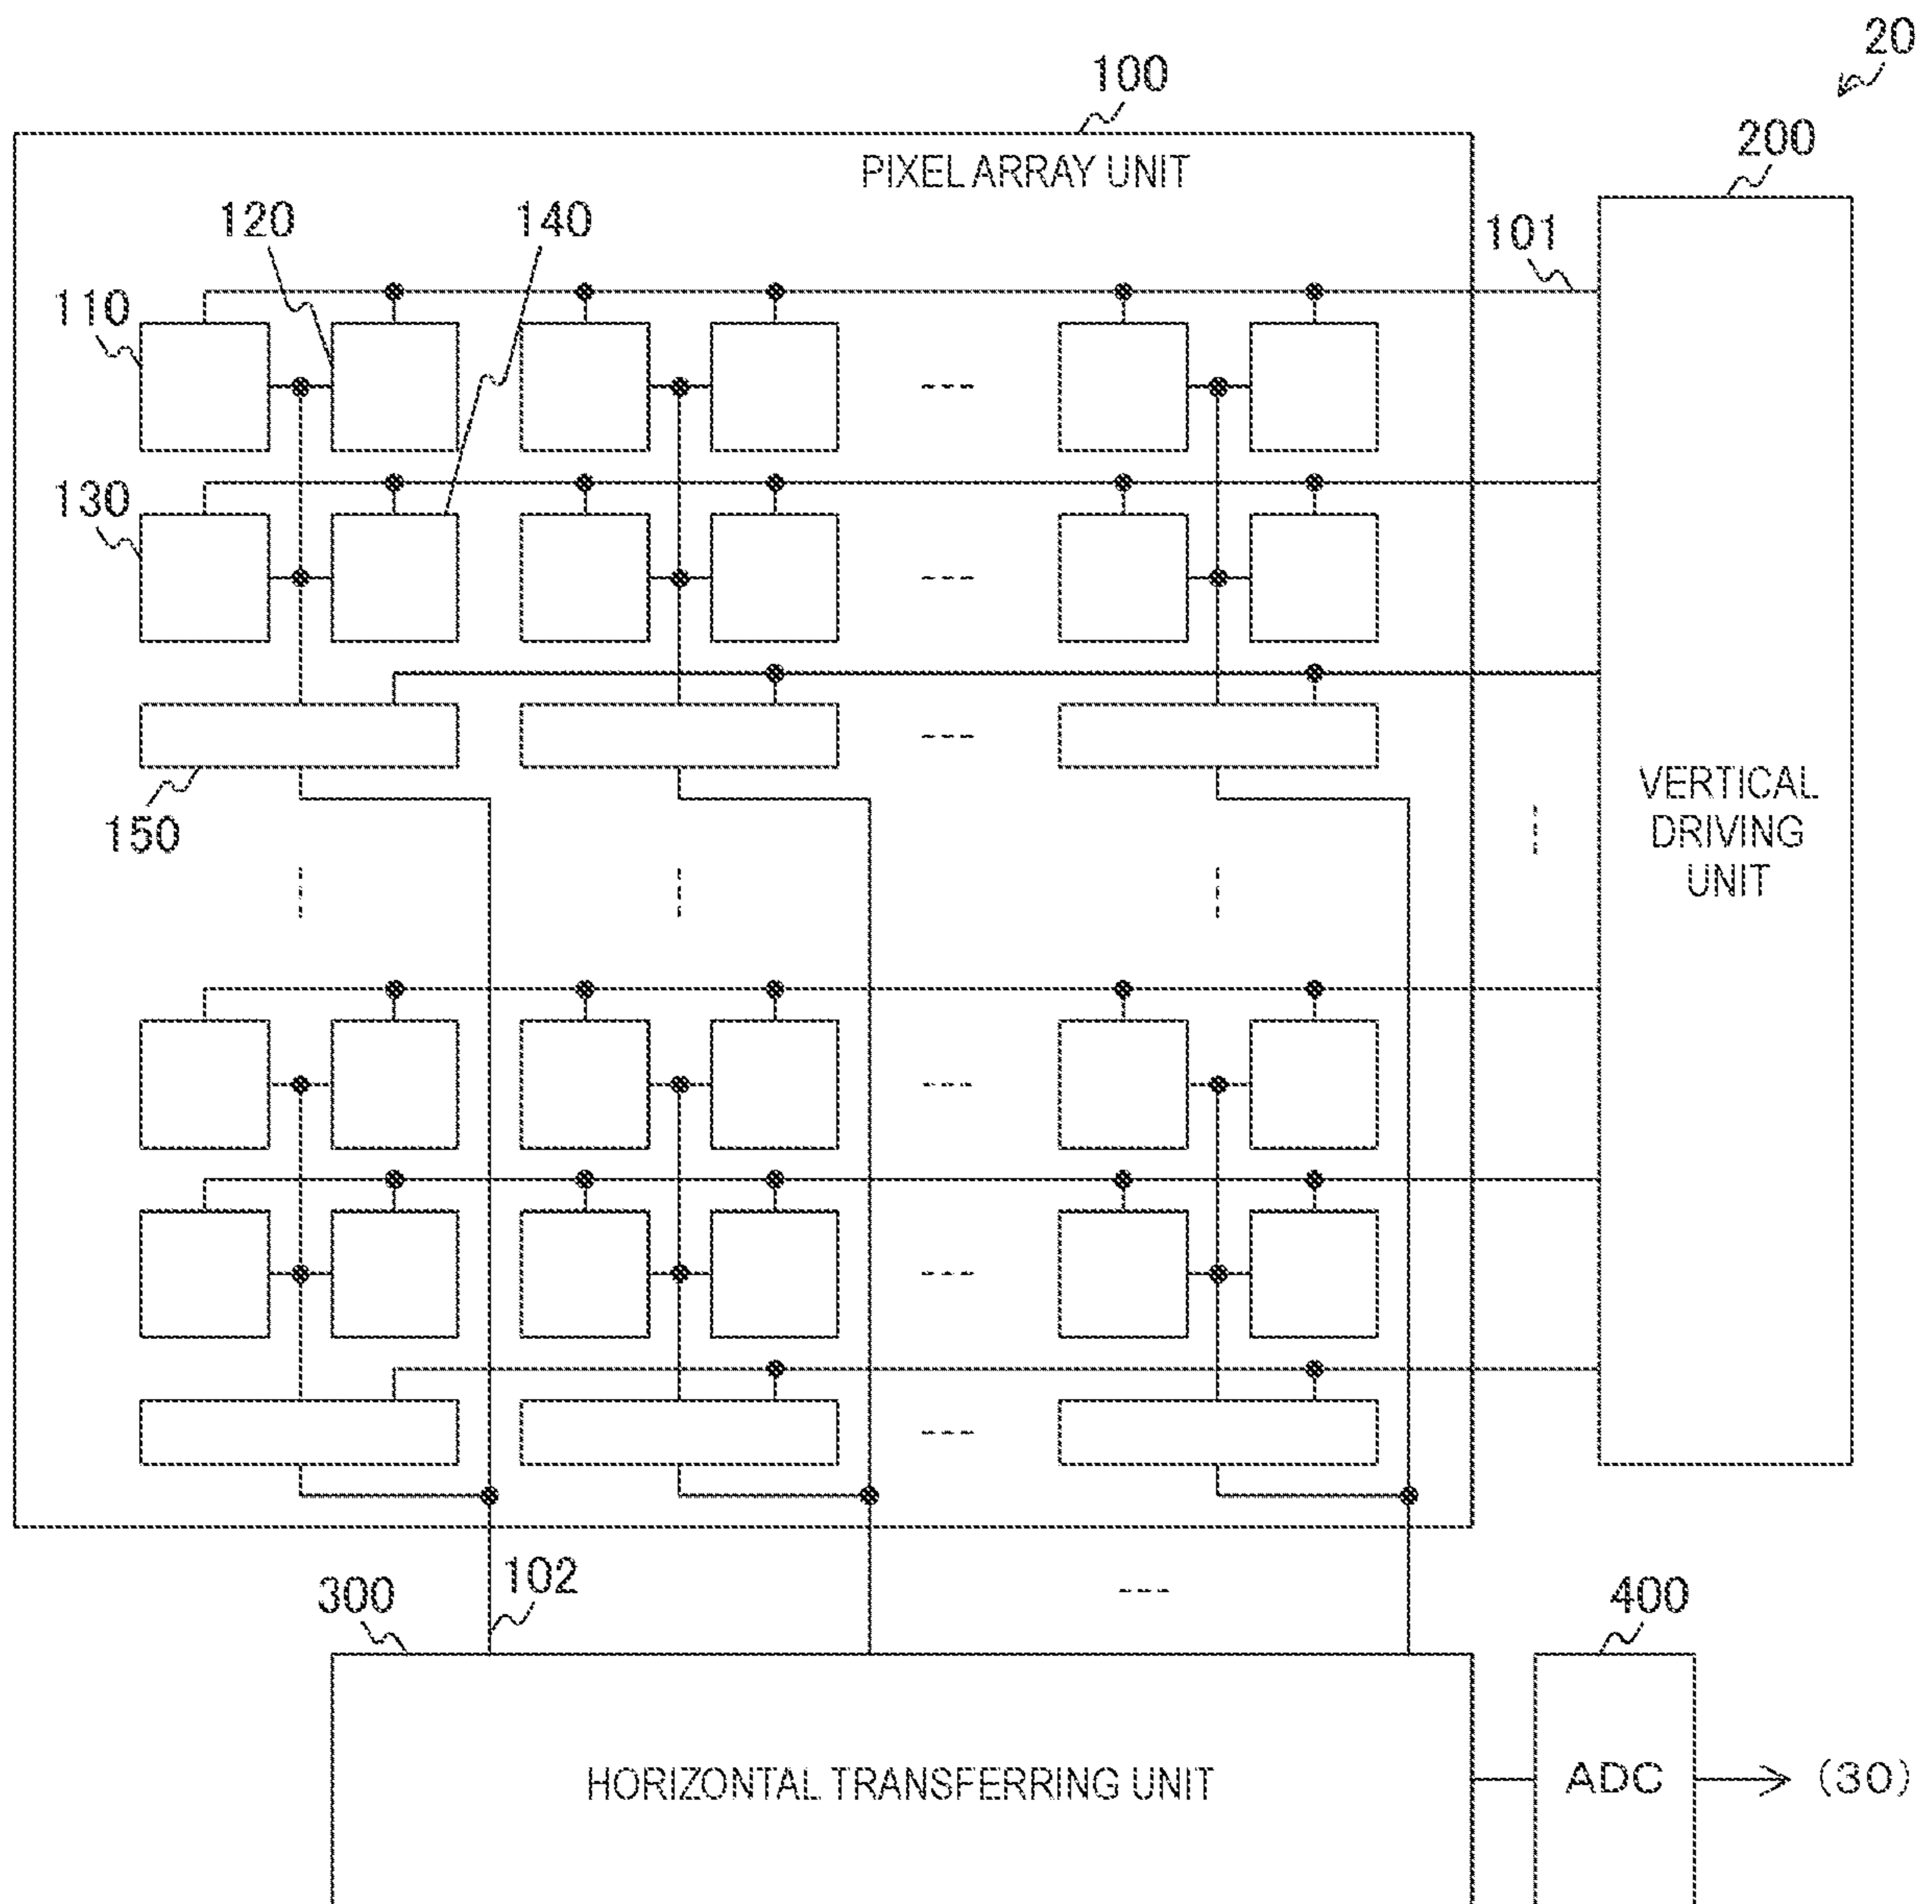 20
100
200
PIXEL ARRAY UNIT
120
140
101
110
130
150
VERTICAL
DRIVING
UNIT
102
300
400
HORIZONTAL TRANSFERRING UNIT
ADC
(30)